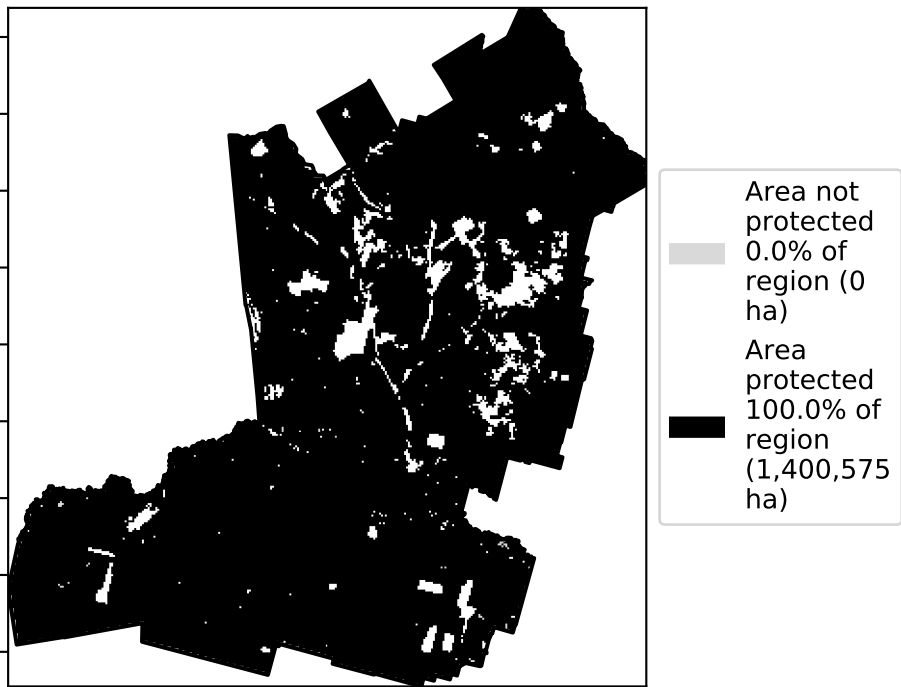 Area not
protected
0.0% of
region (0
ha)
Area
protected
100.0% of
region
(1,400,575
ha)